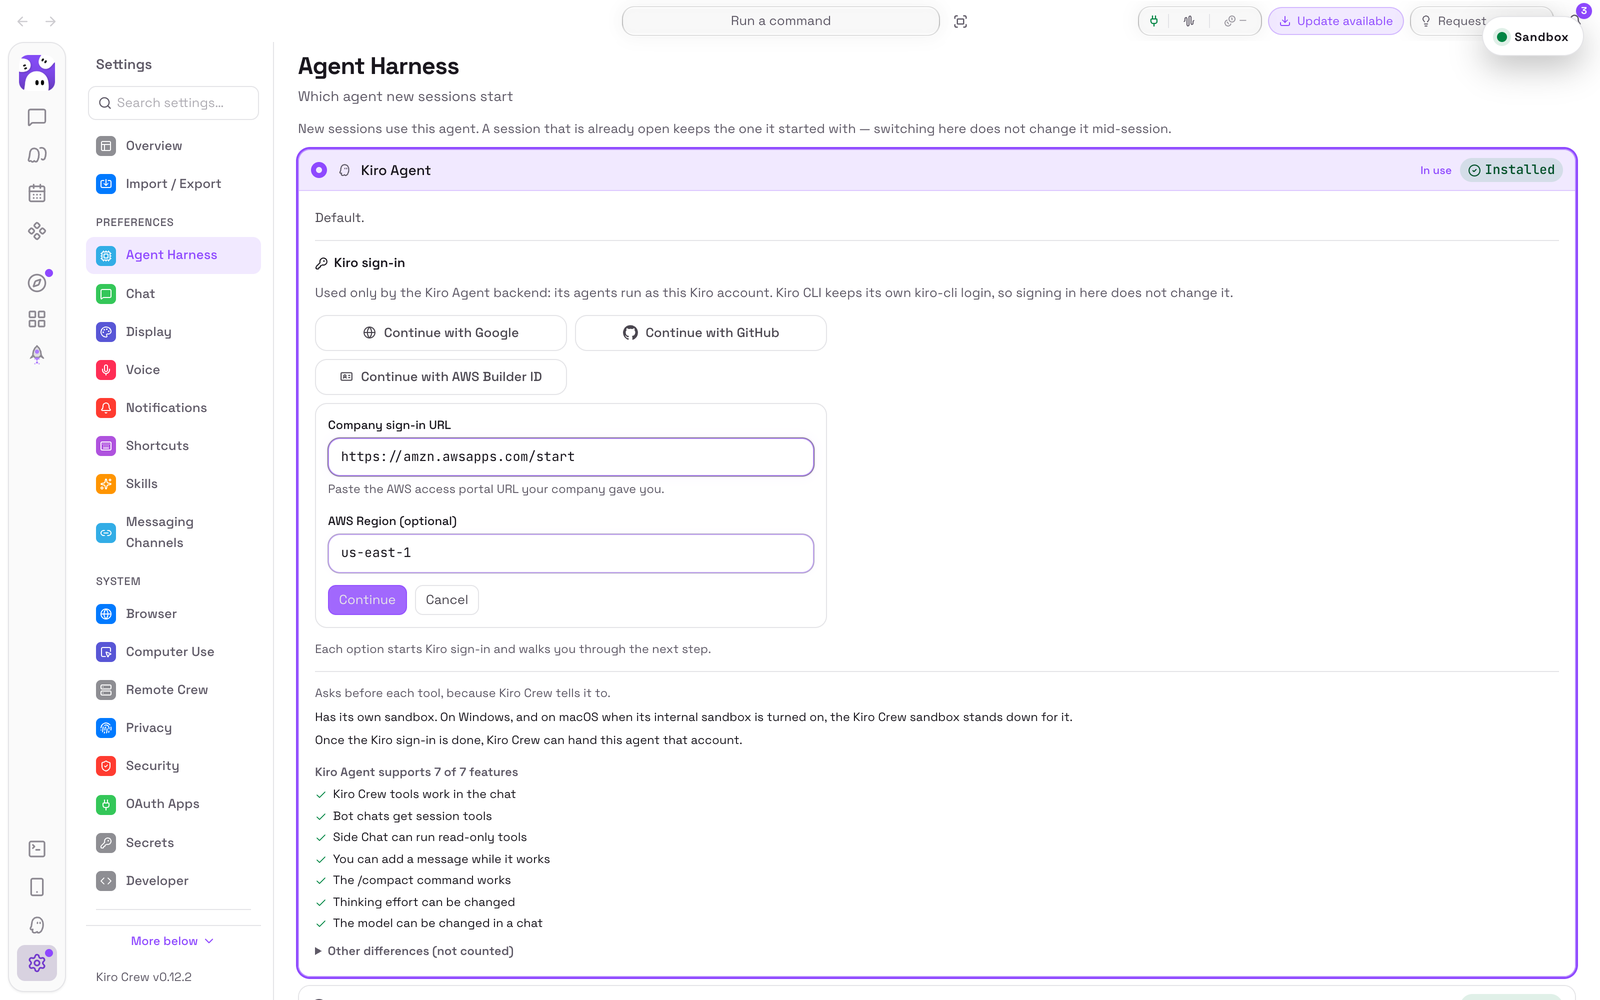 Run a command
Update available
Request
3
Sandbox
Settings
Search settings...
Overview
Import / Export
PREFERENCES
Agent Harness
Chat
Display
Voice
Notifications
Shortcuts
Skills
Messaging
Channels
SYSTEM
Browser
Computer Use
Remote Crew
Privacy
Security
OAuth Apps
Secrets
Developer
More below
Kiro Crew v0.12.2
Agent Harness
Which agent new sessions start
New sessions use this agent. A session that is already open keeps the one it started with — switching here does not change it mid-session.
Kiro Agent
In use
Installed
Default.
Kiro sign-in
Used only by the Kiro Agent backend: its agents run as this Kiro account. Kiro CLI keeps its own kiro-cli login, so signing in here does not change it.
Continue with Google
Continue with GitHub
Continue with AWS Builder ID
Company sign-in URL
https://amzn.awsapps.com/start
Paste the AWS access portal URL your company gave you.
AWS Region (optional)
us-east-1
Continue
Cancel
Each option starts Kiro sign-in and walks you through the next step.
Asks before each tool, because Kiro Crew tells it to.
Has its own sandbox. On Windows, and on macOS when its internal sandbox is turned on, the Kiro Crew sandbox stands down for it.
Once the Kiro sign-in is done, Kiro Crew can hand this agent that account.
Kiro Agent supports 7 of 7 features
Kiro Crew tools work in the chat
Bot chats get session tools
Side Chat can run read-only tools
You can add a message while it works
The /compact command works
Thinking effort can be changed
The model can be changed in a chat
Other differences (not counted)